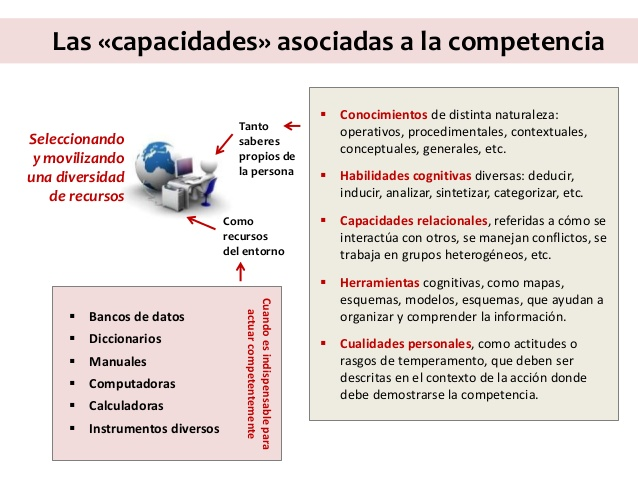 Las «capacidades» asociadas a la competencia
Seleccionando
y movilizando
una diversidad
de recursos
Tanto
saberes
propios de
la persona
Como
recursos
del entorno
▪ Conocimientos de distinta naturaleza:
operativos, procedimentales, contextuales,
conceptuales, generales, etc.
▪ Habilidades cognitivas diversas: deducir,
inducir, analizar, sintetizar, categorizar, etc.
▪ Capacidades relacionales, referidas a cómo se
interactúa con otros, se manejan conflictos, se
trabaja en grupos heterogéneos, etc.
▪ Herramientas cognitivas, como mapas,
esquemas, modelos, esquemas, que ayudan a
organizar y comprender la información.
▪ Cualidades personales, como actitudes o
rasgos de temperamento, que deben ser
descritas en el contexto de la acción donde
debe demostrarse la competencia.
▪ Bancos de datos
▪ Diccionarios
▪ Manuales
▪ Computadoras
▪ Calculadoras
▪ Instrumentos diversos
Cuando es indispensable para
actuar competentemente